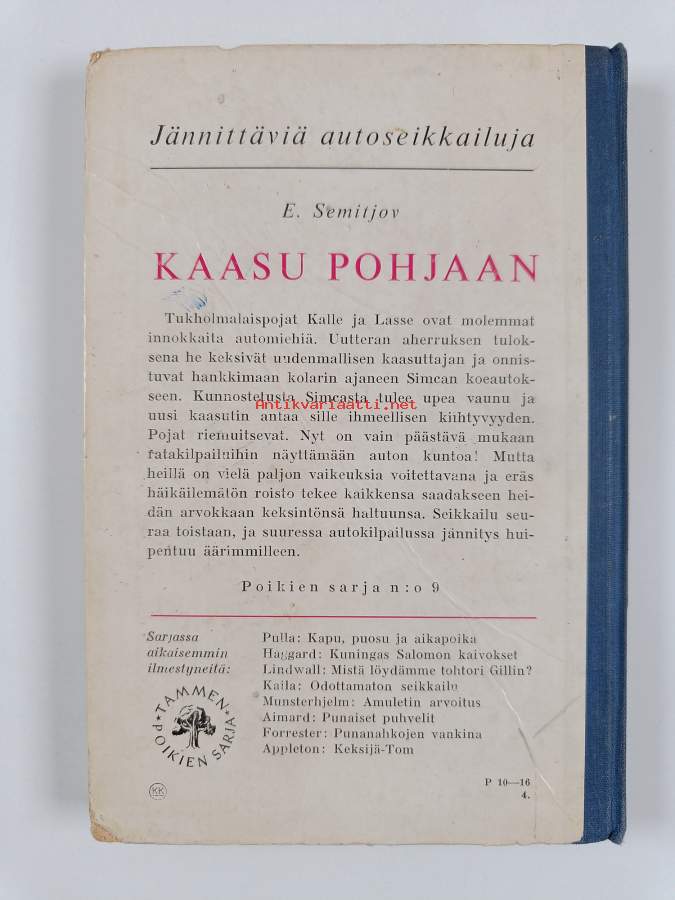 Jännittäviä autoseikkailuja
E. Semitjov
KAASU POHJAAN
Tukholmalaispojat Kalle ja Lasse ovat molemmat
innokkaita automiehiä. Uutteran aherruksen tulok-
sena he keksivät uudenmallisen kaasuttajan ja onnis-
tuvat hankkimaan kolarin ajaneen Simcan koeautok-
seen. Kunnostetusta Simcasta tulee upea vaunu ja
Antikvariaatti.net
uusi kaasutin antaa sille ihmeellisen kiihtyvyyden.
Pojat riemuitsevat. Nyt on vain päästävä mukaan
ratakilpailuihin näyttämään auton kuntoa! Mutta
heillä on vielä paljon vaikeuksia voitettavana ja eräs
häikäilemätön roisto tekee kaikkensa saadakseen hei-
dän arvokkaan keksintönsä haltuunsa. Seikkailu seu-
raa toistaan, ja suuressa autokilpailussa jännitys hui-
pentuu äärimmilleen.
Poikien sarja n:o 9
Sarjassa
aikaisemmin
ilmestyneitä:
Pulla: Kapu, puosu ja aikapoika
Haggard: Kuningas Salomon kaivokset
Lindwall: Mistä löydämme tohtori Gillin?
Kaila: Odottamaton seikkailu
Munsterhjelm: Amuletin arvoitus
Aimard: Punaiset puhvelit
Forrester: Punanahkojen vankina
Appleton: Keksijä-Tom
TAMMEN
POIKIEN SARJA
KK
P 10—16
4.